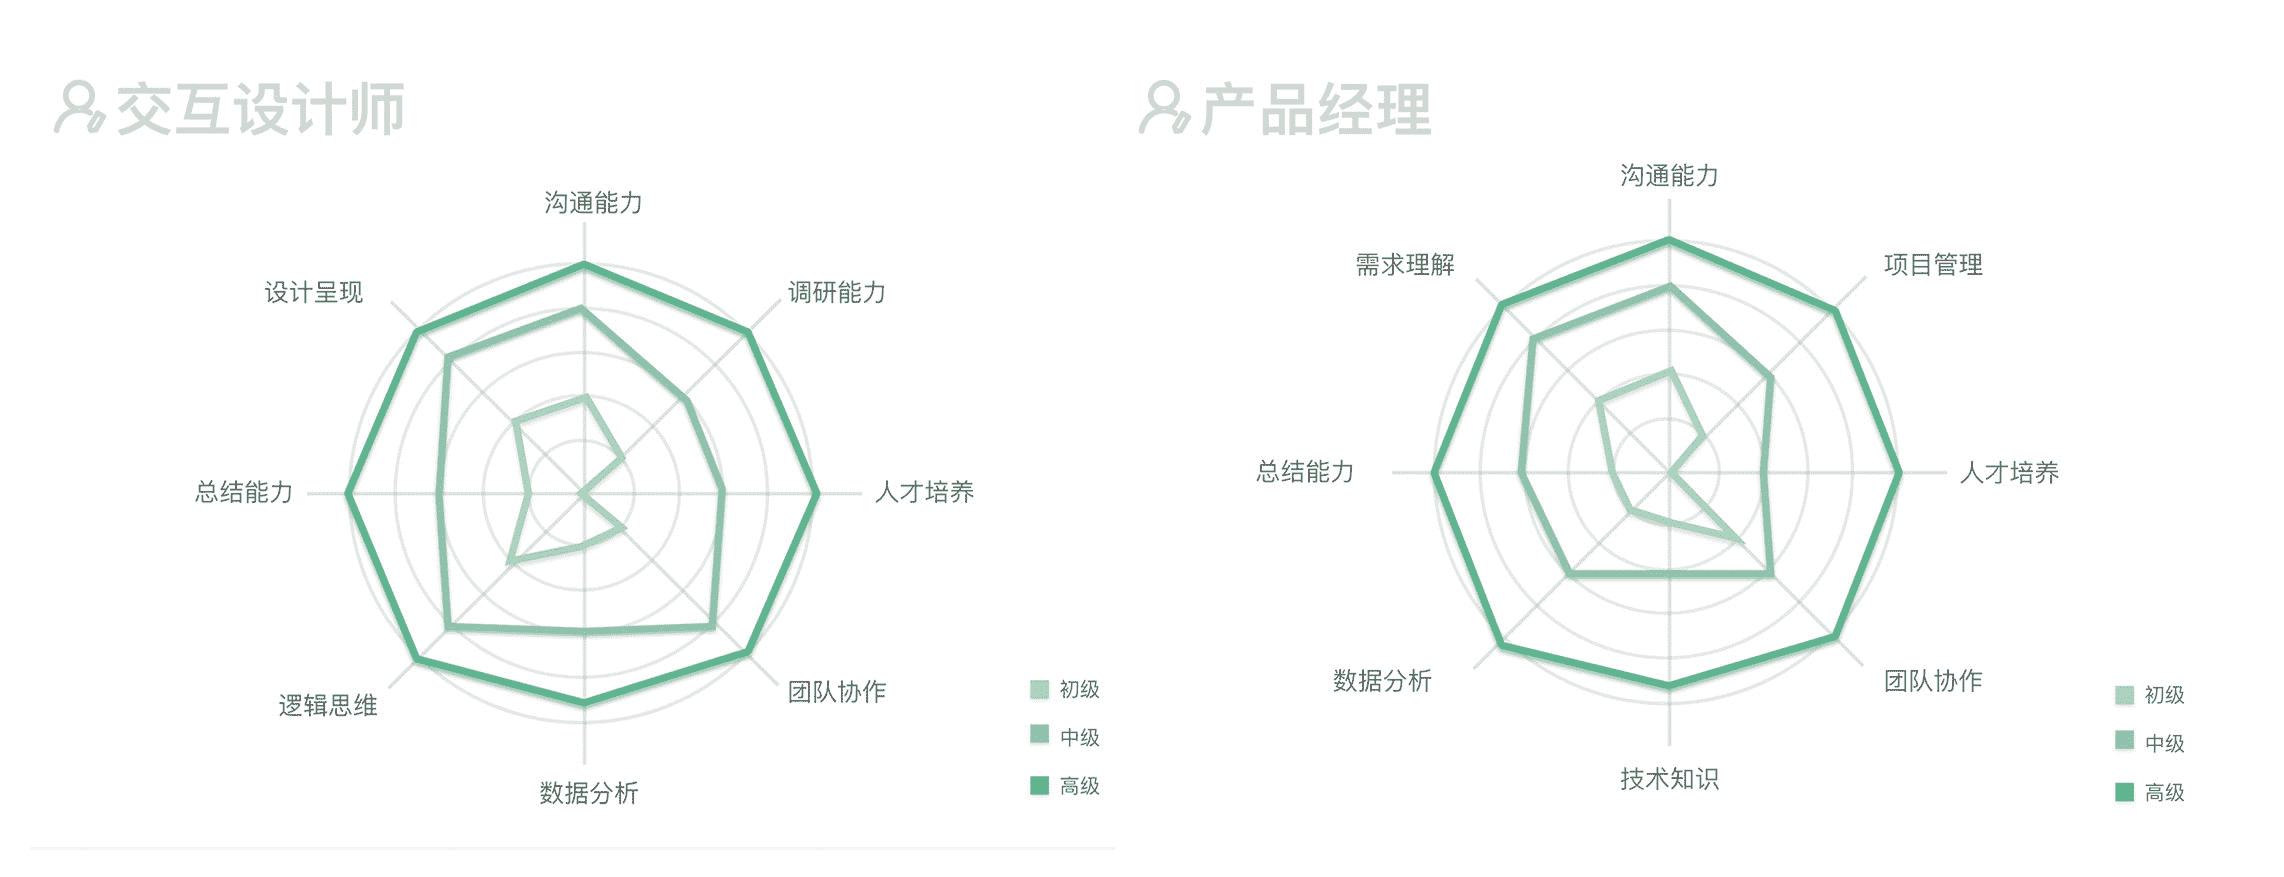 交互设计师
沟通能力
设计呈现
调研能力
总结能力
人才培养
逻辑思维
团队协作
数据分析
初级
中级
高级
产品经理
沟通能力
需求理解
项目管理
总结能力
人才培养
数据分析
团队协作
技术知识
初级
中级
高级